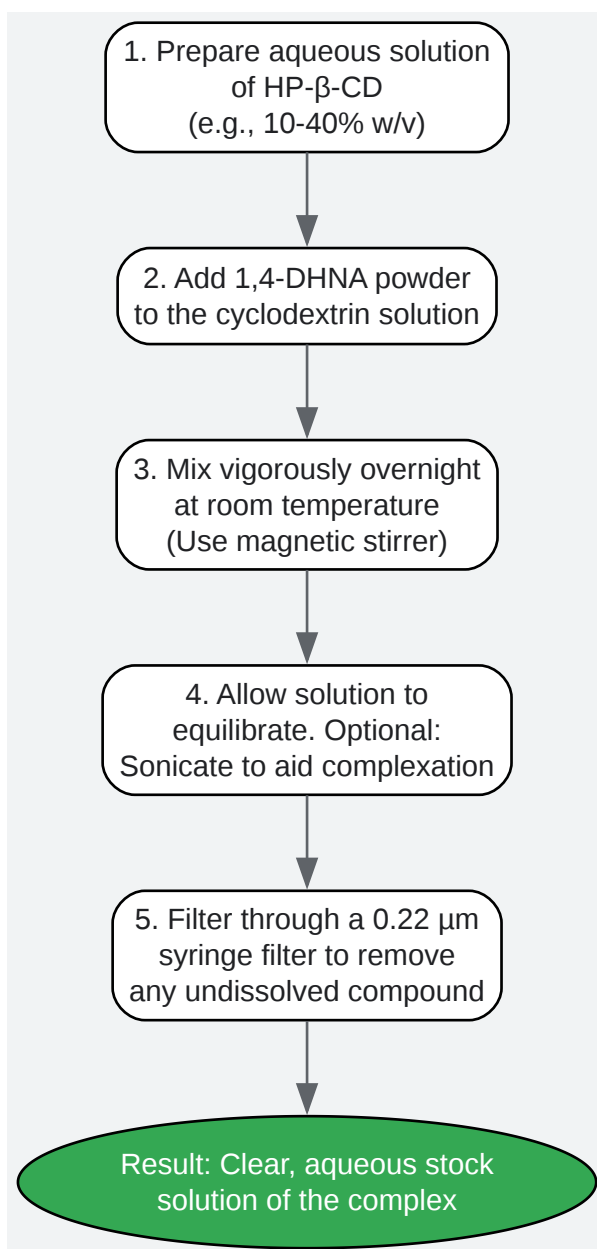 1. Prepare aqueous solution
of HP-β-CD
(e.g., 10-40% w/v)
2. Add 1,4-DHNA powder
to the cyclodextrin solution
3. Mix vigorously overnight
at room temperature
(Use magnetic stirrer)
4. Allow solution to
equilibrate. Optional:
Sonicate to aid complexation
5. Filter through a 0.22 µm
syringe filter to remove
any undissolved compound
Result: Clear, aqueous stock
solution of the complex